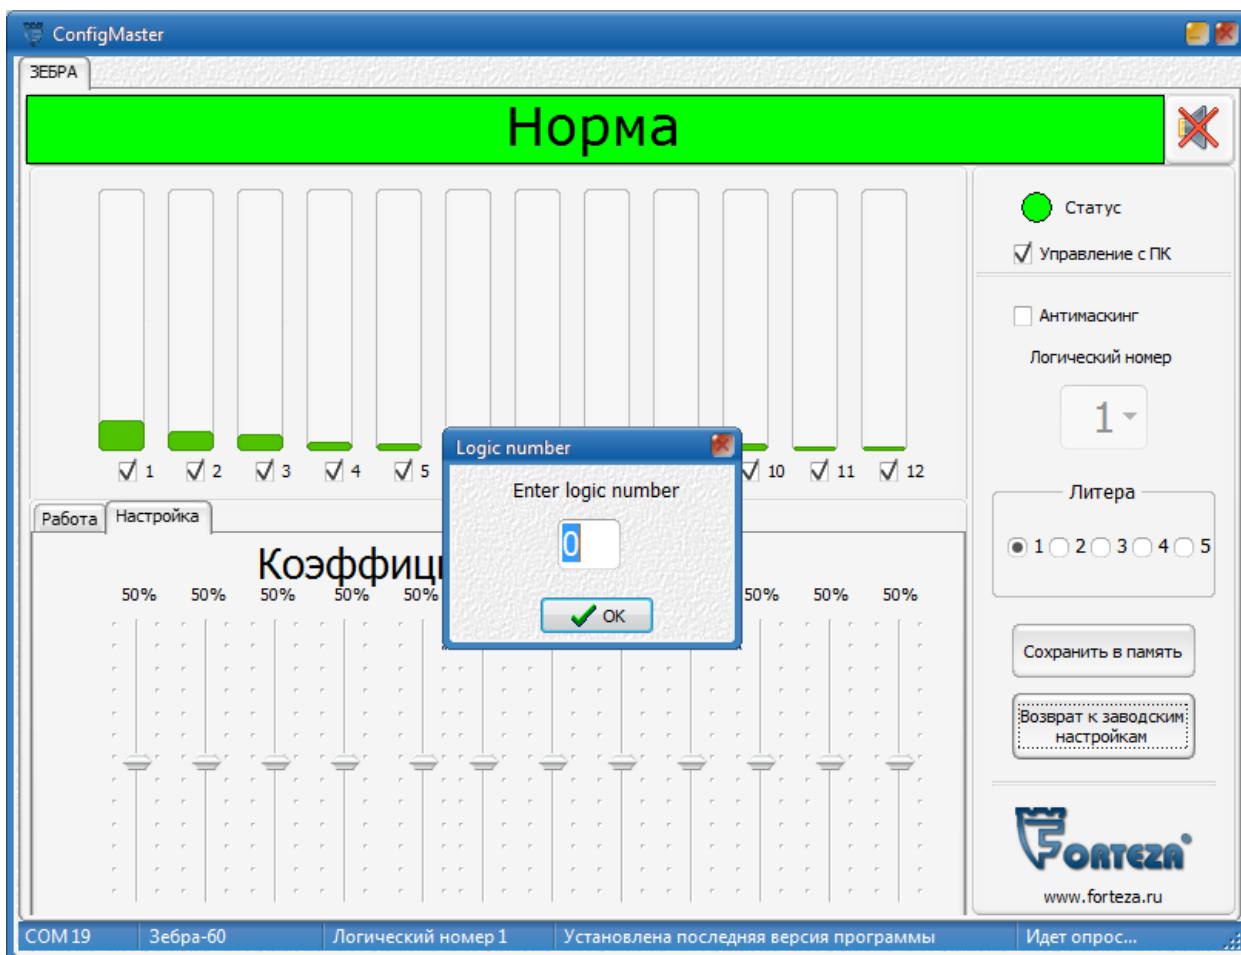 ConfigMaster
ЗЕБРА
Норма
Статус
Управление с ПК
Антимаскинг
Логический номер
1
1 2 3 4 5 10 11 12
Logic number
Enter logic number
0
OK
Литера
1 2 3 4 5
Работа Настройка
Коэффици
50% 50% 50% 50% 50% 50% 50% 50%
Сохранить в память
Возврат к заводским
настройкам
FORTEZA
www.forteza.ru
COM 19 Зебра-60 Логический номер 1 Установлена последняя версия программы Идет опрос...